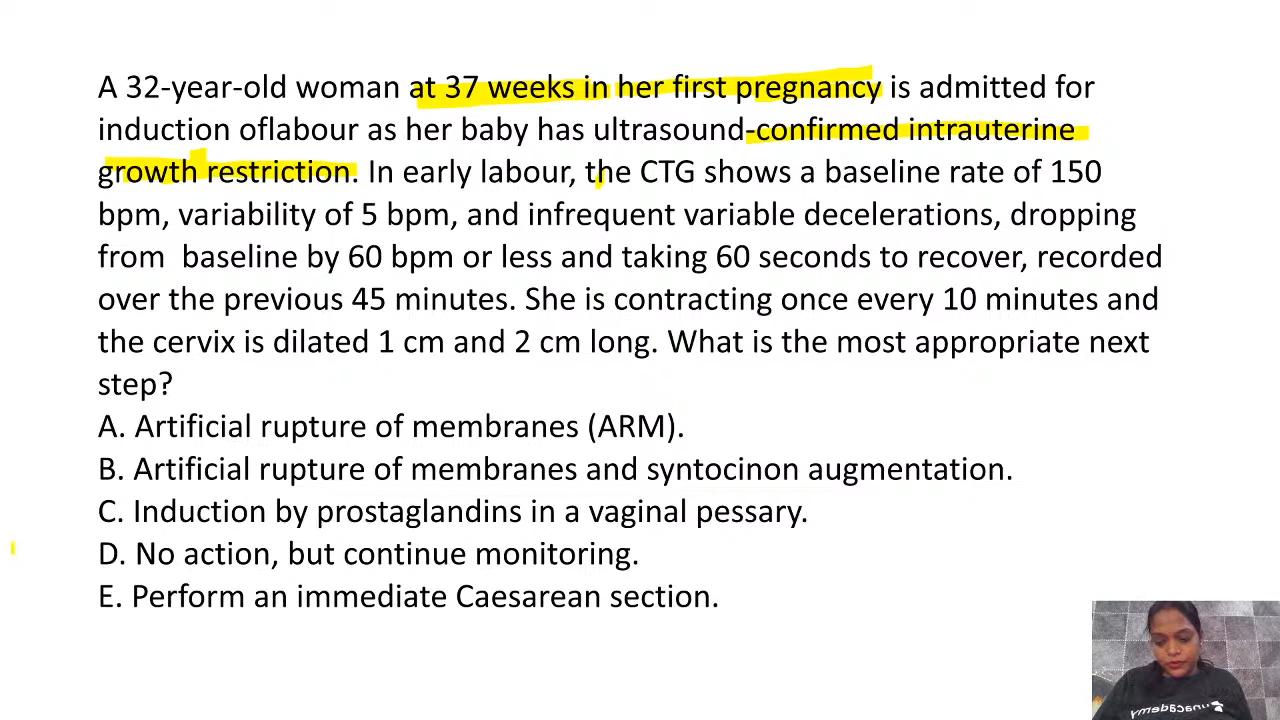 A 32-year-old woman at 37 weeks in her first pregnancy is admitted for
induction oflabour as her baby has ultrasound-confirmed intrauterine
growth restriction. In early labour, the CTG shows a baseline rate of 150
bpm, variability of 5 bpm, and infrequent variable decelerations, dropping
from  baseline by 60 bpm or less and taking 60 seconds to recover, recorded
over the previous 45 minutes. She is contracting once every 10 minutes and
the cervix is dilated 1 cm and 2 cm long. What is the most appropriate next
step?
A. Artificial rupture of membranes (ARM).
B. Artificial rupture of membranes and syntocinon augmentation.
C. Induction by prostaglandins in a vaginal pessary.
D. No action, but continue monitoring.
E. Perform an immediate Caesarean section.
unacademy